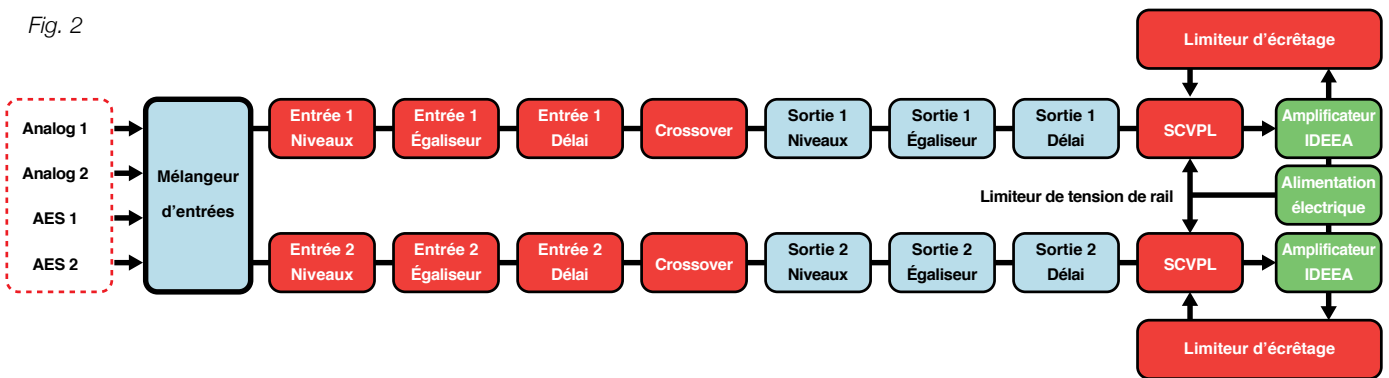 Fig. 2
Limiteur d'écrêtage
Analog 1
Analog 2
AES 1
AES 2
Mélangeur
d'entrées
Entrée 1
Niveaux
Entrée 1
Égaliseur
Entrée 1
Délai
Crossover
Sortie 1
Niveaux
Sortie 1
Égaliseur
Sortie 1
Délai
SCVPL
Amplificateur
IDEEA
Limiteur de tension de rail
Alimentation
électrique
Entrée 2
Niveaux
Entrée 2
Égaliseur
Entrée 2
Délai
Crossover
Sortie 2
Niveaux
Sortie 2
Égaliseur
Sortie 2
Délai
SCVPL
Amplificateur
IDEEA
Limiteur d'écrêtage